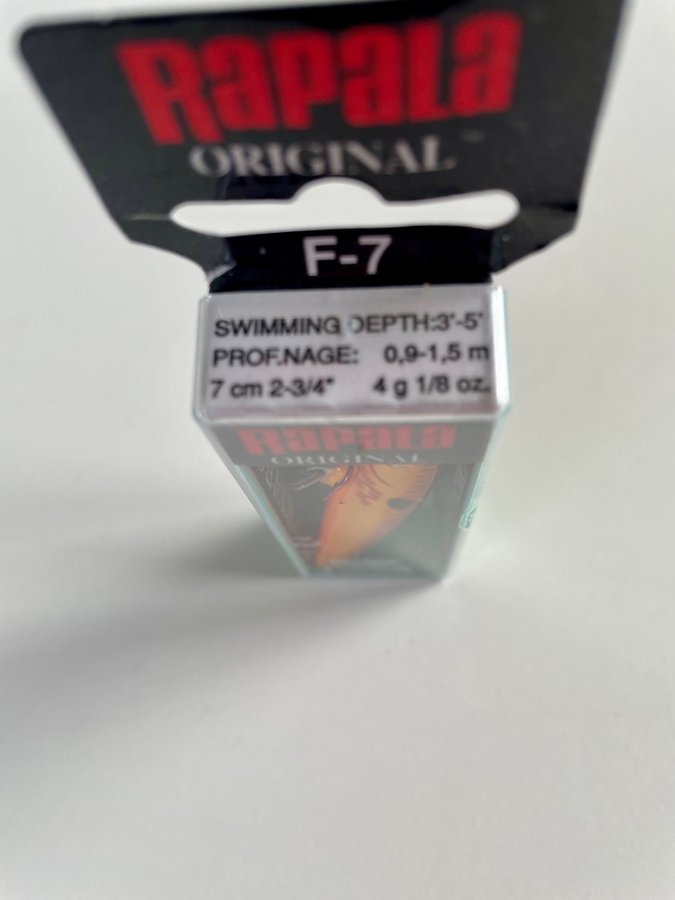 Rapala
ORIGINAL™
F-7
SWIMMING DEPTH:3'-5'
PROF.NAGE: 0,9-1,5 m
7 cm 2-3/4" 4 g 1/8 oz.
Rapala
ORIGINAL